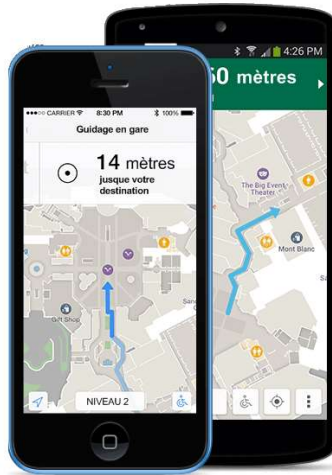 CARRIER 8:30 PM 100%
Guidage en gare
14 mètres
jusque votre
destination
Gift Shop
NIVEAU 2
4:26 PM
60 mètres
The Big Event
Theater
Mont Blanc